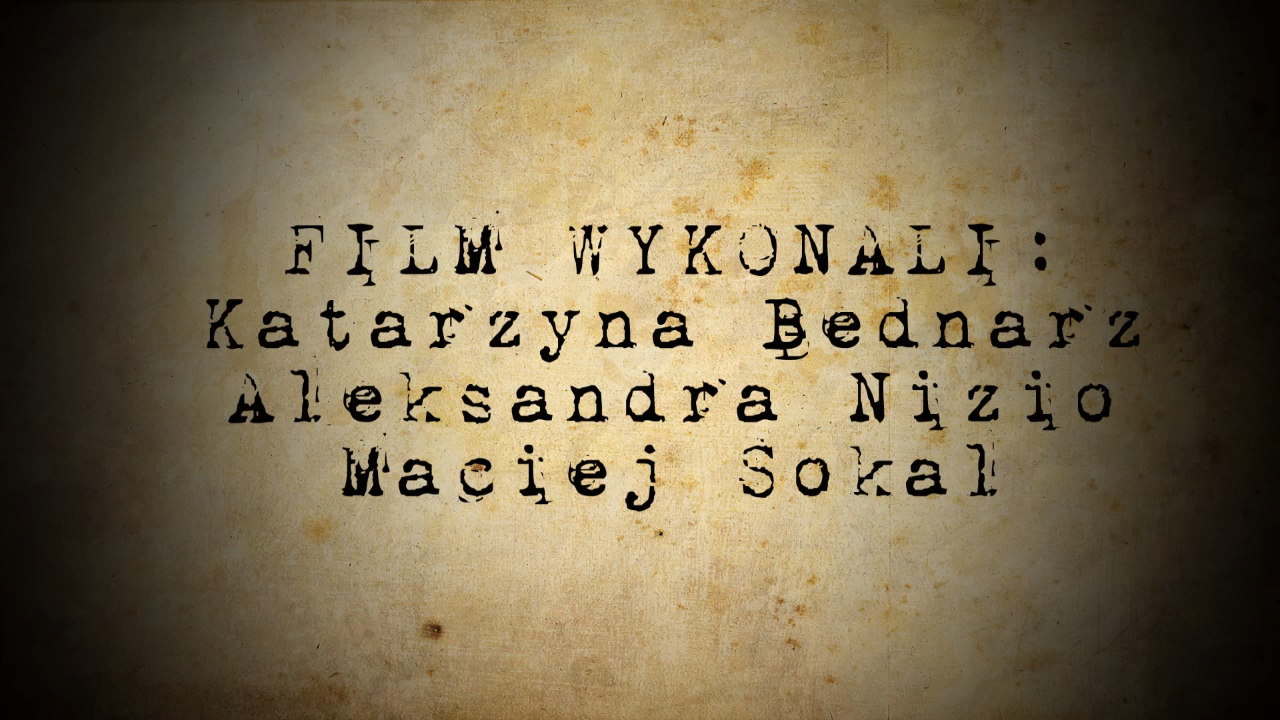 FILM WYKONALI:
Katarzyna Bednarz
Aleksandra Nizio
Maciej Sokal